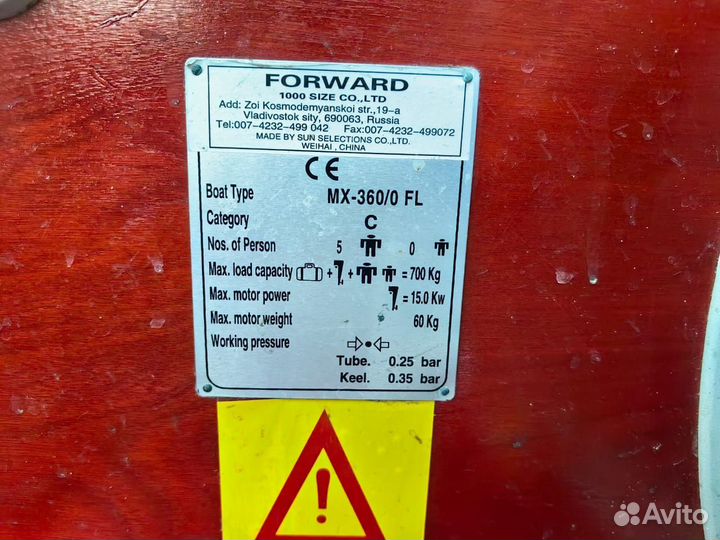 FORWARD
1000 SIZE CO.,LTD
Add: Zoi Kosmodemyanskoi str.,19-a
Vladivostok sity, 690063, Russia
Tel:007-4232-499 042 Fax:007-4232-499072
MADE BY SUN SELECTIONS CO.,LTD.
WEIHAI , CHINA
CE
Boat Type MX-360/0 FL
Category C
Nos. of Person 5 0
Max. load capacity + + = 700 Kg
Max. motor power = 15.0 Kw
Max. motor weight 60 Kg
Working pressure
Tube. 0.25 bar
Keel. 0.35 bar
!
Avito